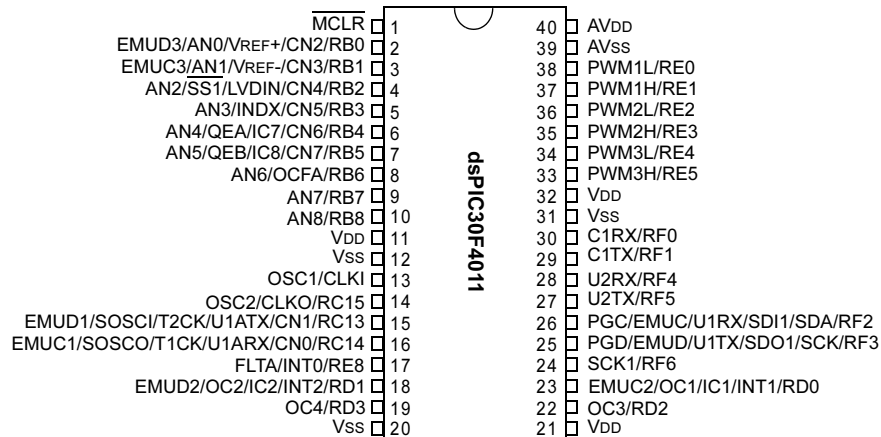 MCLR 1 40 AVDD
EMUD3/AN0/VREF+/CN2/RB0 2 39 AVSS
EMUC3/AN1/VREF-/CN3/RB1 3 38 PWM1L/RE0
AN2/SS1/LVDIN/CN4/RB2 4 37 PWM1H/RE1
AN3/INDX/CN5/RB3 5 36 PWM2L/RE2
AN4/QEA/IC7/CN6/RB4 6 35 PWM2H/RE3
AN5/QEB/IC8/CN7/RB5 7 34 PWM3L/RE4
AN6/OCFA/RB6 8 33 PWM3H/RE5
AN7/RB7 9 32 VDD
AN8/RB8 10 31 VSS
VDD 11 30 C1RX/RF0
VSS 12 29 C1TX/RF1
OSC1/CLKI 13 28 U2RX/RF4
OSC2/CLKO/RC15 14 27 U2TX/RF5
EMUD1/SOSCI/T2CK/U1ATX/CN1/RC13 15 26 PGC/EMUC/U1RX/SDI1/SDA/RF2
EMUC1/SOSCO/T1CK/U1ARX/CN0/RC14 16 25 PGD/EMUD/U1TX/SDO1/SCK/RF3
FLTA/INT0/RE8 17 24 SCK1/RF6
EMUD2/OC2/IC2/INT2/RD1 18 23 EMUC2/OC1/IC1/INT1/RD0
OC4/RD3 19 22 OC3/RD2
VSS 20 21 VDD
dsPIC30F4011